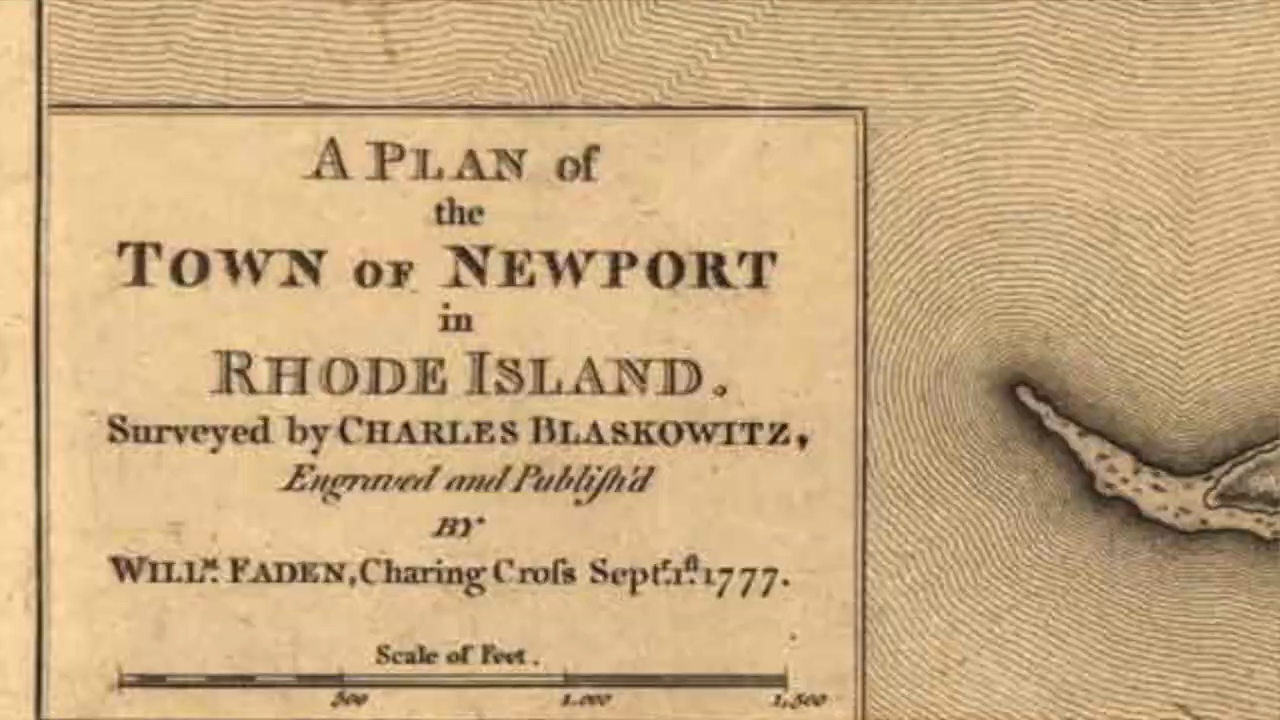 A PLAN of
the
TOWN OF NEWPORT
in
RHODE ISLAND.
Surveyed by CHARLES BLASKOWITZ,
Engraved and Publiſh'd
BY
WILLᵐ. FADEN, Charing Croſs Septʳ. 1ſᵗ. 1777.
Scale of Feet.
500 1,000 1,500